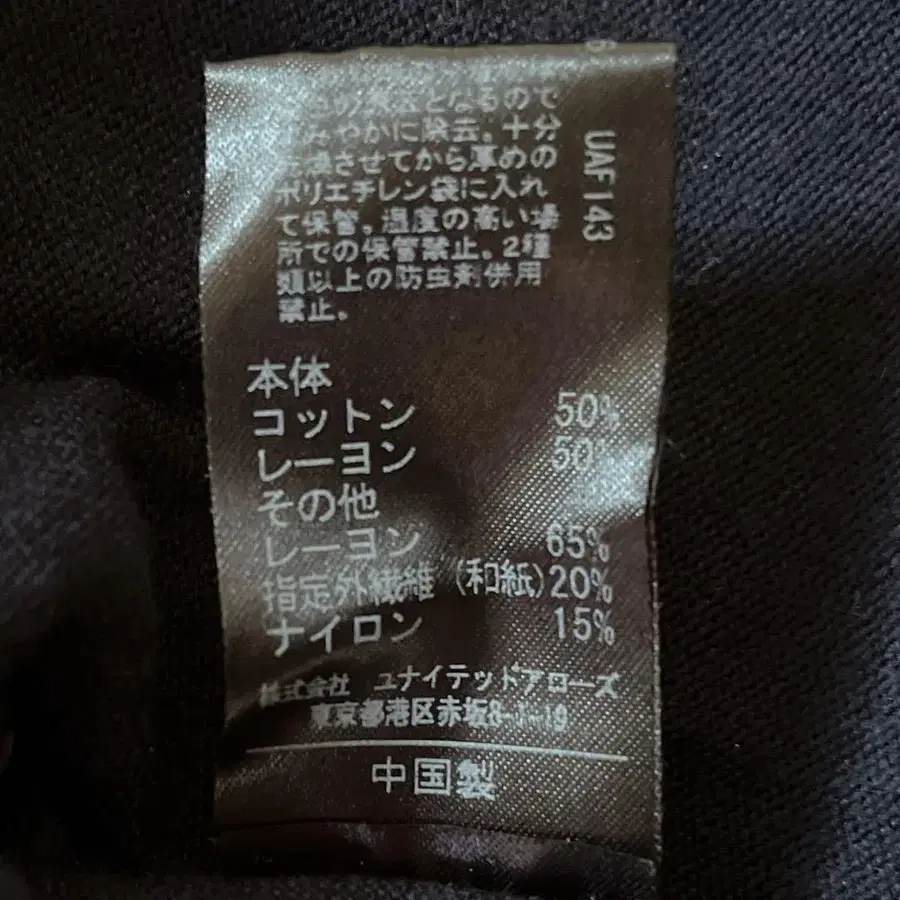 となるので
みやかに除去。十分
乾燥させてから厚めの
ポリエチレン袋に入れ
て保管。湿度の高い場
所での保管禁止。2種
類以上の防虫剤併用
禁止。
UAF143
本体
コットン 50%
レーヨン 50%
その他
レーヨン 65%
指定外繊維 (和紙)20%
ナイロン 15%
株式会社 ユナイテッドアローズ
東京都港区赤坂8-1-19
中国製